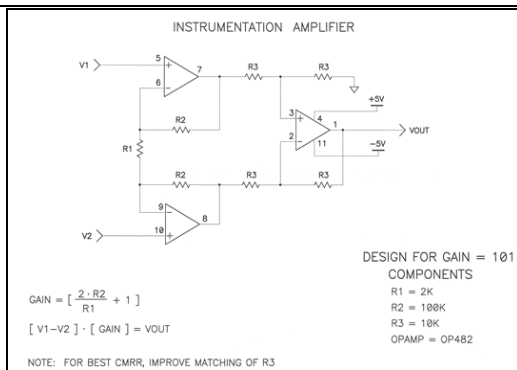 INSTRUMENTATION AMPLIFIER
V1
5
6
7
R3
R3
R2
R1
+5V
3
2
4
1
11
VOUT
-5V
R2
R3
R3
9
10
8
V2
DESIGN FOR GAIN = 101
COMPONENTS
R1 = 2K
R2 = 100K
R3 = 10K
OPAMP = OP482
GAIN = [ 2·R2 / R1 + 1 ]
[ V1-V2 ] · [ GAIN ] = VOUT
NOTE: FOR BEST CMRR, IMPROVE MATCHING OF R3